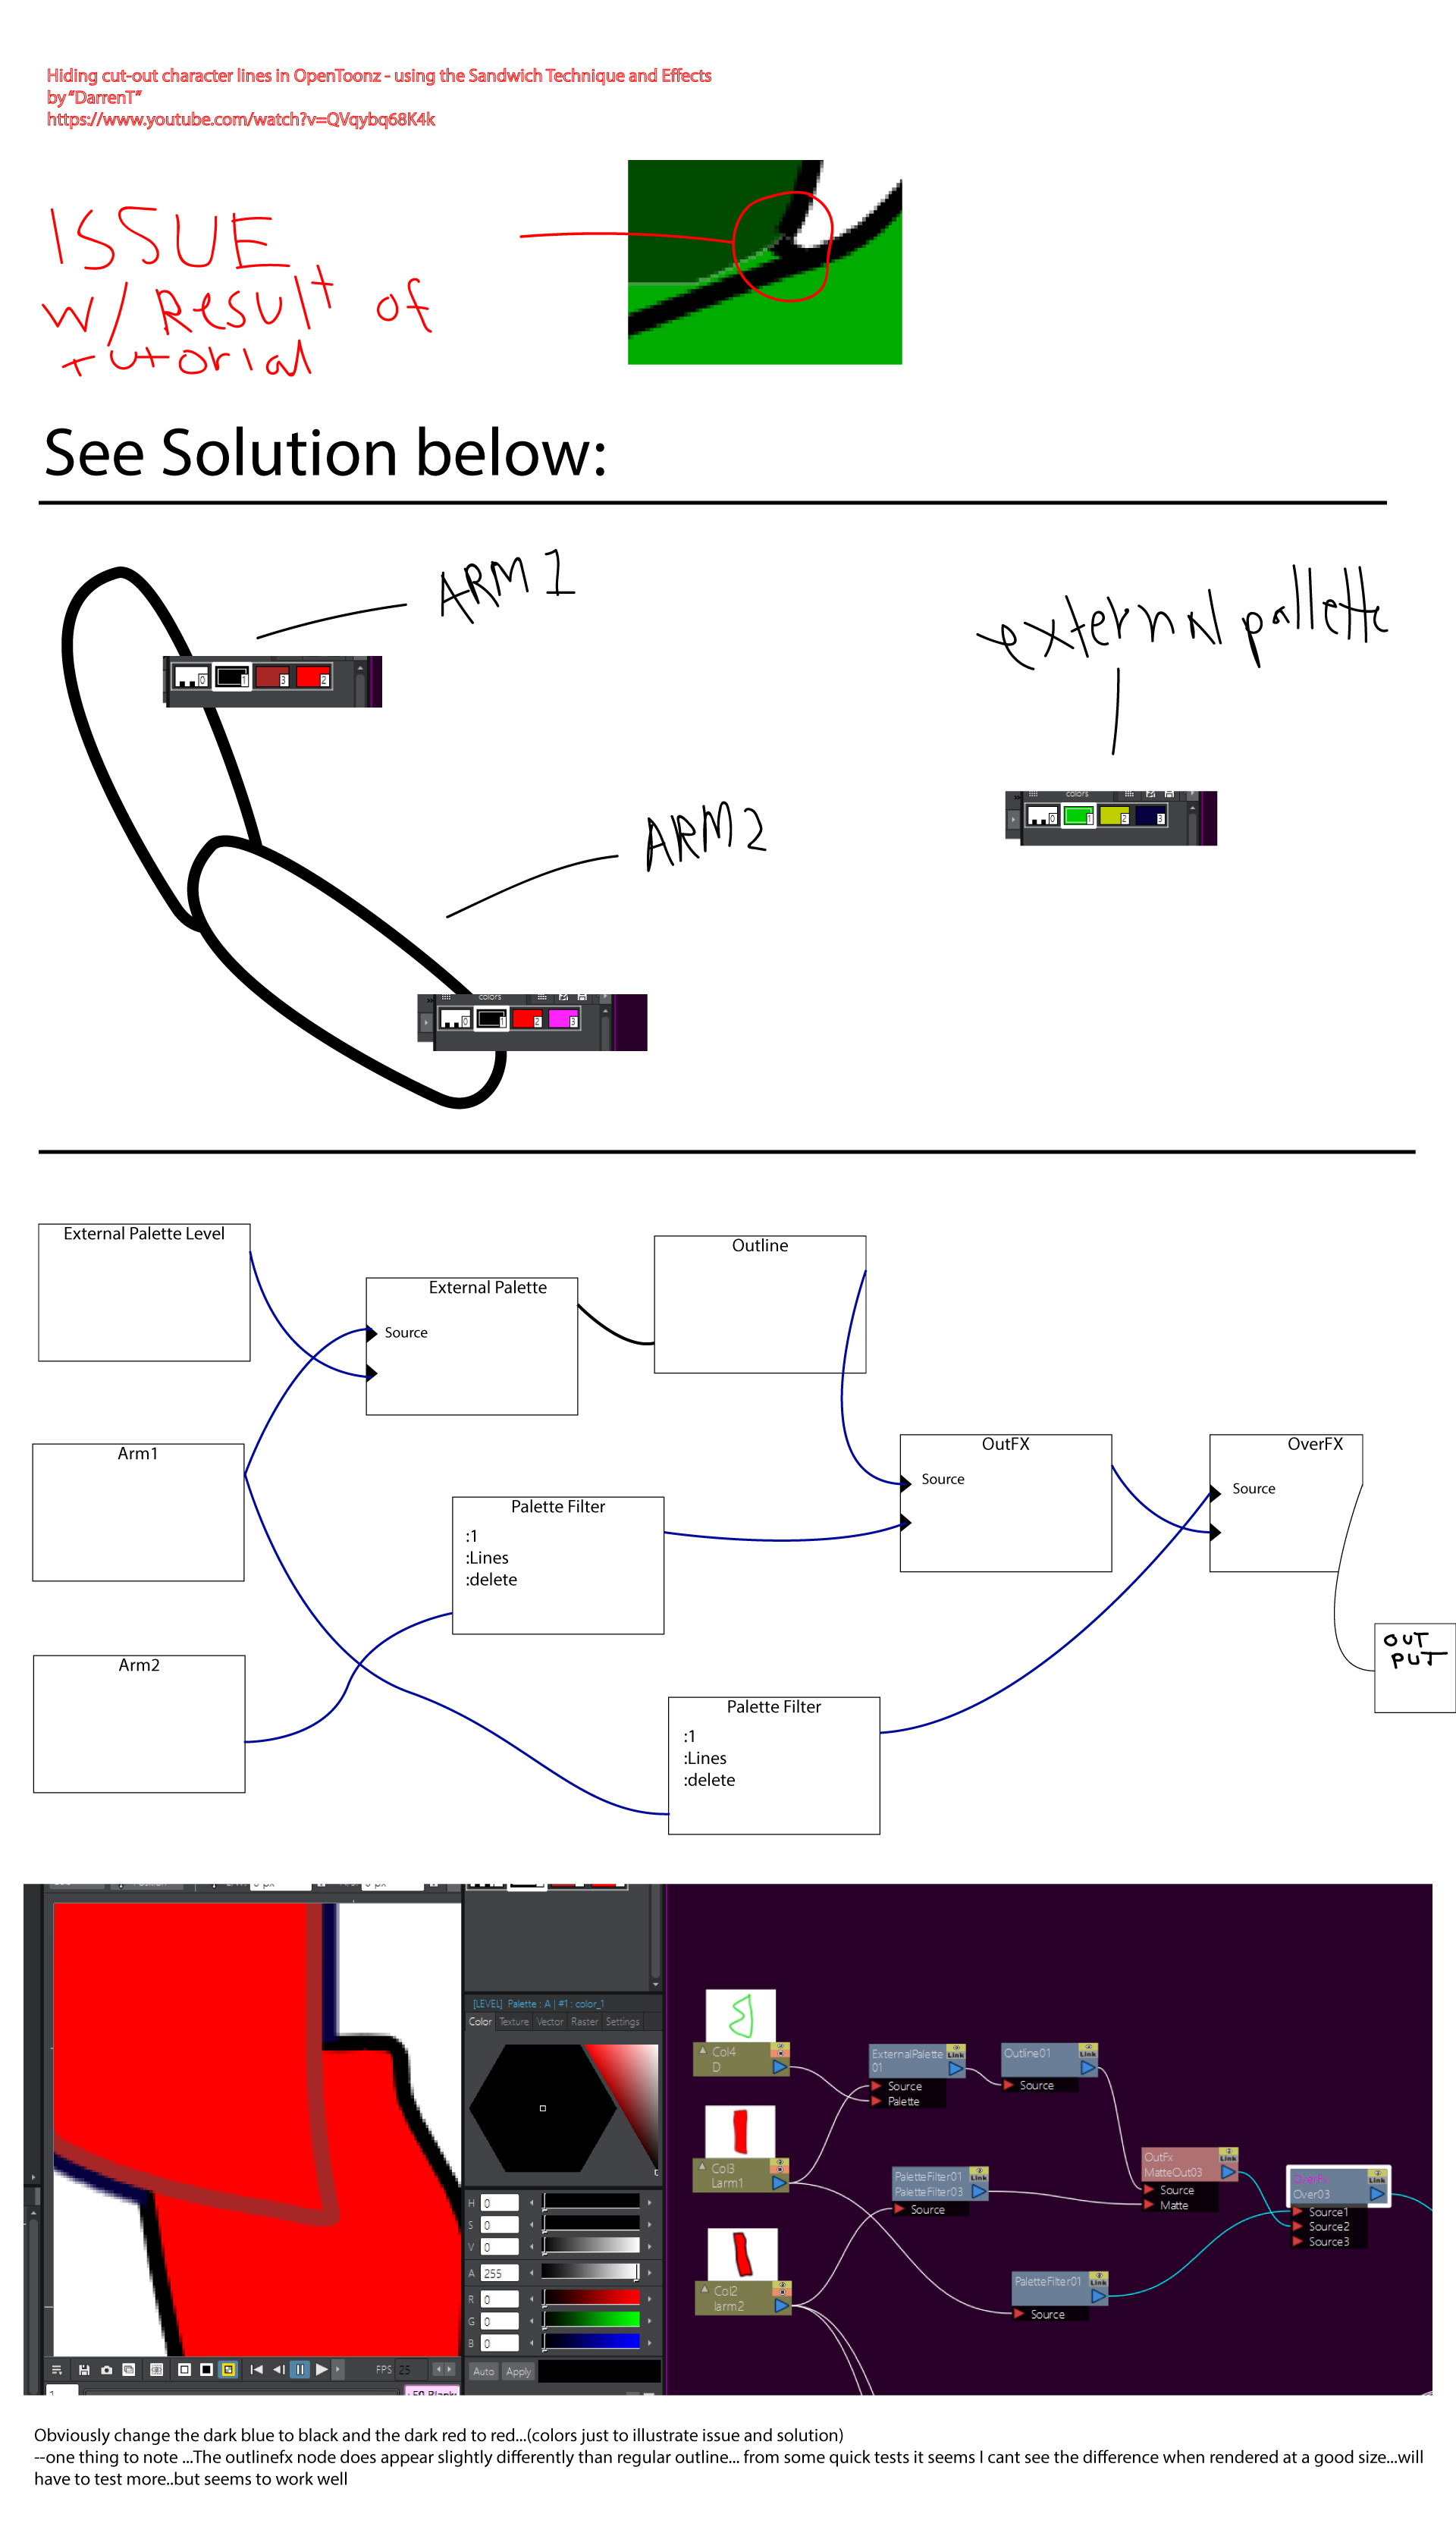 Hiding cut-out character lines in OpenToonz - using the Sandwich Technique and Effects
by “DarrenT”
https://www.youtube.com/watch?v=QVqybq68K4k
ISSUE
w/ Result of
tutorial
See Solution below:
ARM 1
external pallette
0 1 3 2
ARM 2
colors
0 1 2 3
colors
0 1 2 3
External Palette Level
Outline
External Palette
Source
Arm1
OutFX
OverFX
Source
Source
Palette Filter
:1
:Lines
:delete
OUT
PUT
Arm2
Palette Filter
:1
:Lines
:delete
[LEVEL] Palette : A | #1 : color_1
Color Texture Vector Raster Settings
H 0
S 0
V 0
A 255
R 0
G 0
B 0
Auto Apply
FPS 25
Col4
D
ExternalPalette
01
Link
Source
Palette
Outline01
Link
Source
Col3
Larm1
PaletteFilter01
PaletteFilter03
Link
Source
OutFx
MatteOut03
Link
Source
Matte
OverFx
Over03
Link
Source1
Source2
Source3
Col2
larm2
PaletteFilter01
Link
Source
Obviously change the dark blue to black and the dark red to red...(colors just to illustrate issue and solution)
--one thing to note ...The outlinefx node does appear slightly differently than regular outline... from some quick tests it seems I cant see the difference when rendered at a good size...will
have to test more..but seems to work well